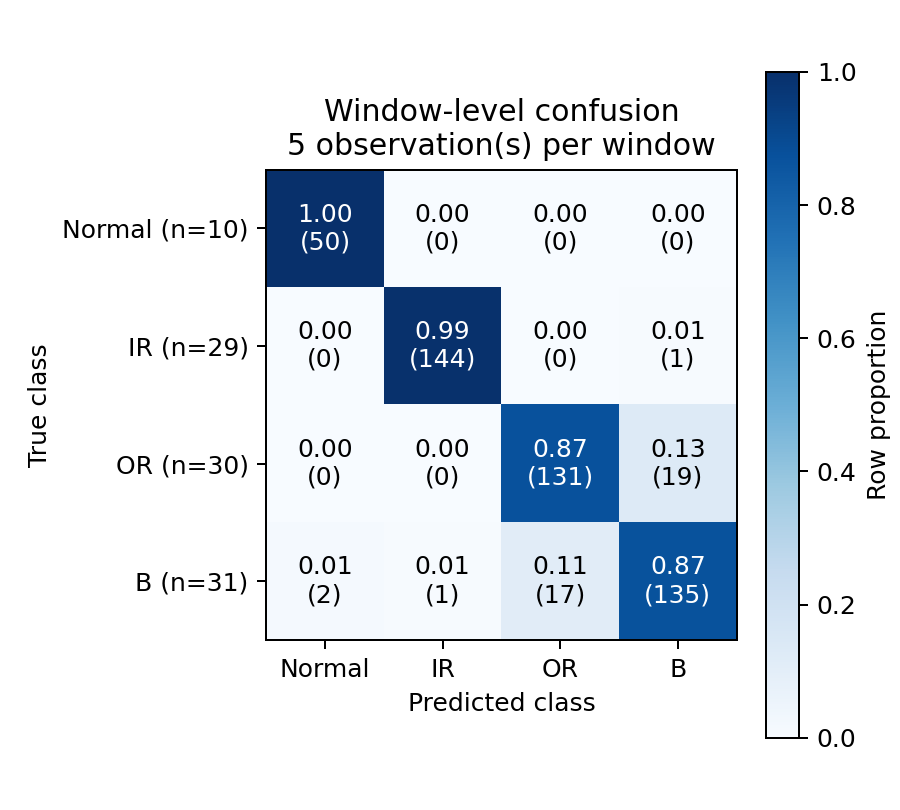 Window-level confusion
5 observation(s) per window
True class
Normal (n=10)
1.00 0.00 0.00 0.00
(50) (0) (0) (0)
IR (n=29)
0.00 0.99 0.00 0.01
(0) (144) (0) (1)
OR (n=30)
0.00 0.00 0.87 0.13
(0) (0) (131) (19)
B (n=31)
0.01 0.01 0.11 0.87
(2) (1) (17) (135)
Normal IR OR B
Predicted class
1.0
0.8
0.6
0.4
0.2
0.0
Row proportion